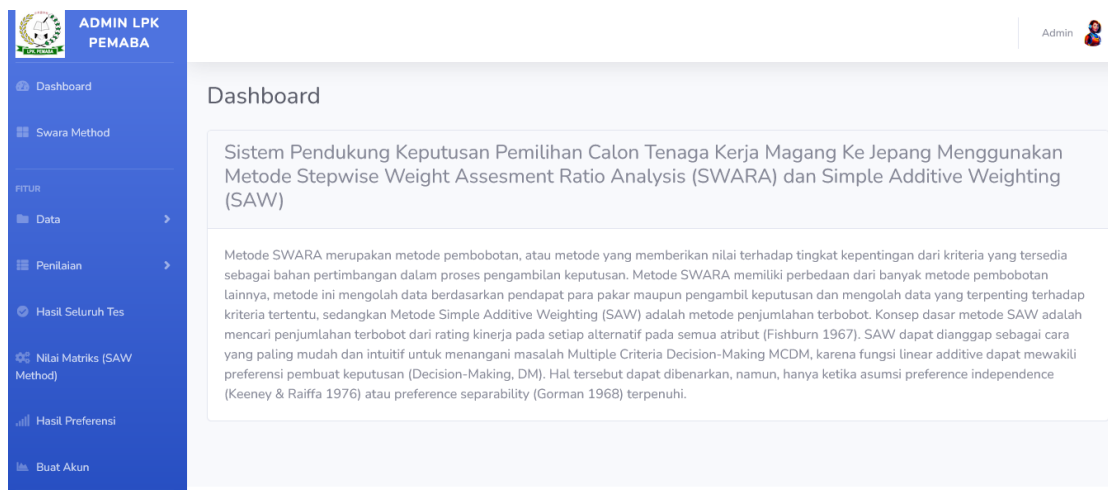 ADMIN LPK
PEMABA
LPK. PEMABA
Admin
Dashboard
Swara Method
FITUR
Data
Penilaian
Hasil Seluruh Tes
Nilai Matriks (SAW
Method)
Hasil Preferensi
Buat Akun
Dashboard
Sistem Pendukung Keputusan Pemilihan Calon Tenaga Kerja Magang Ke Jepang Menggunakan
Metode Stepwise Weight Assesment Ratio Analysis (SWARA) dan Simple Additive Weighting
(SAW)
Metode SWARA merupakan metode pembobotan, atau metode yang memberikan nilai terhadap tingkat kepentingan dari kriteria yang tersedia
sebagai bahan pertimbangan dalam proses pengambilan keputusan. Metode SWARA memiliki perbedaan dari banyak metode pembobotan
lainnya, metode ini mengolah data berdasarkan pendapat para pakar maupun pengambil keputusan dan mengolah data yang terpenting terhadap
kriteria tertentu, sedangkan Metode Simple Additive Weighting (SAW) adalah metode penjumlahan terbobot. Konsep dasar metode SAW adalah
mencari penjumlahan terbobot dari rating kinerja pada setiap alternatif pada semua atribut (Fishburn 1967). SAW dapat dianggap sebagai cara
yang paling mudah dan intuitif untuk menangani masalah Multiple Criteria Decision-Making MCDM, karena fungsi linear additive dapat mewakili
preferensi pembuat keputusan (Decision-Making, DM). Hal tersebut dapat dibenarkan, namun, hanya ketika asumsi preference independence
(Keeney & Raiffa 1976) atau preference separability (Gorman 1968) terpenuhi.